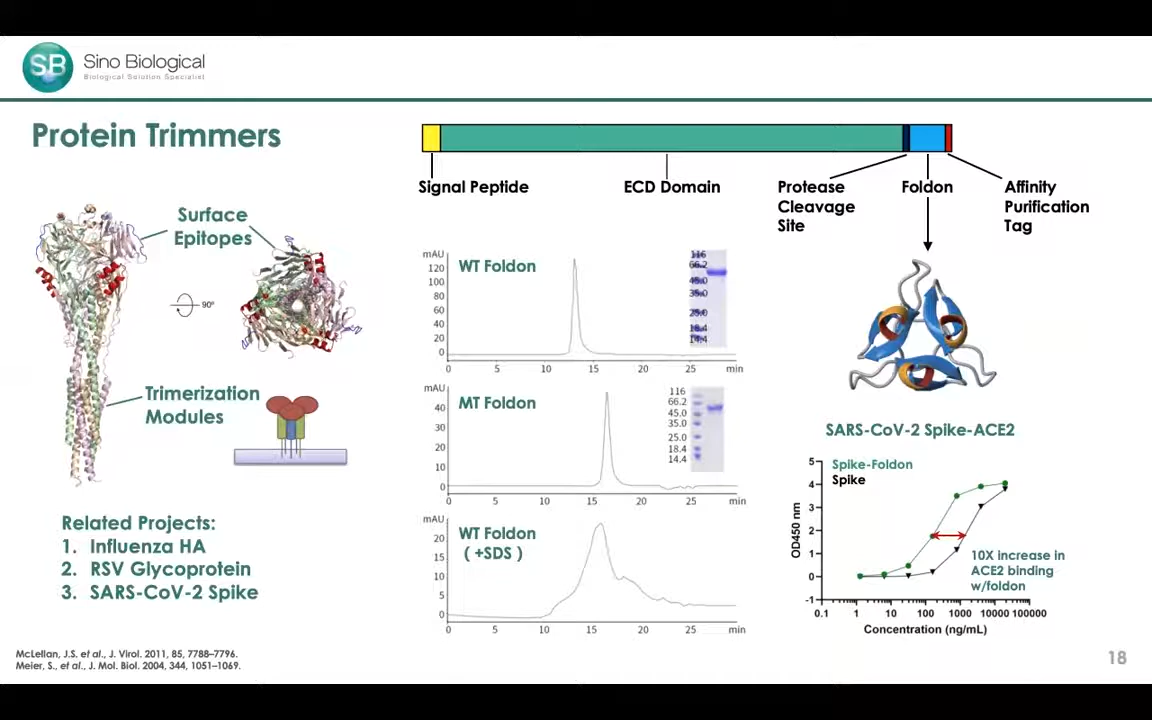 SB
Sino Biological
Biological Solution Specialist
Protein Trimmers
Signal Peptide
ECD Domain
Protease
Cleavage
Site
Foldon
Affinity
Purification
Tag
Surface
Epitopes
90°
Trimerization
Modules
Related Projects:
1. Influenza HA
2. RSV Glycoprotein
3. SARS-CoV-2 Spike
mAU
WT Foldon
120
100
80
60
40
20
0
0 5 10 15 20 25 min
116
66.2
45.0
35.0
25.0
18.4
14.4
mAU
MT Foldon
40
30
20
10
0
0 5 10 15 20 25 min
116
66.2
45.0
35.0
25.0
18.4
14.4
mAU
WT Foldon
( +SDS )
20
15
10
5
0
0 5 10 15 20 25 min
SARS-CoV-2 Spike-ACE2
Spike-Foldon
Spike
OD450 nm
5
4
3
2
1
0
-1
0.1 1 10 100 1000 10000 100000
Concentration (ng/mL)
10X increase in
ACE2 binding
w/foldon
McLellan, J.S. et al., J. Virol. 2011, 85, 7788–7796.
Meier, S., et al., J. Mol. Biol. 2004, 344, 1051–1069.
18